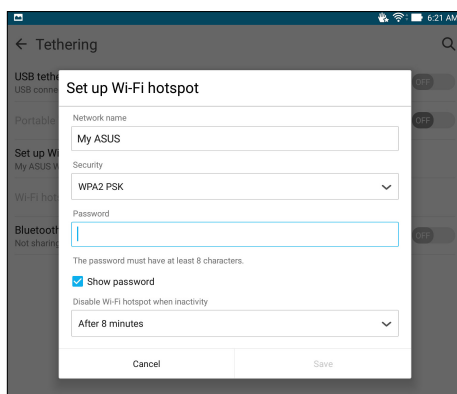 6:21 AM
Tethering
USB tethe
USB conne
OFF
Portable
OFF
Set up Wi
My ASUS W
Wi-Fi hot
Bluetooth
Not sharing
OFF
Set up Wi-Fi hotspot
Network name
My ASUS
Security
WPA2 PSK
Password
The password must have at least 8 characters.
Show password
Disable Wi-Fi hotspot when inactivity
After 8 minutes
Cancel
Save